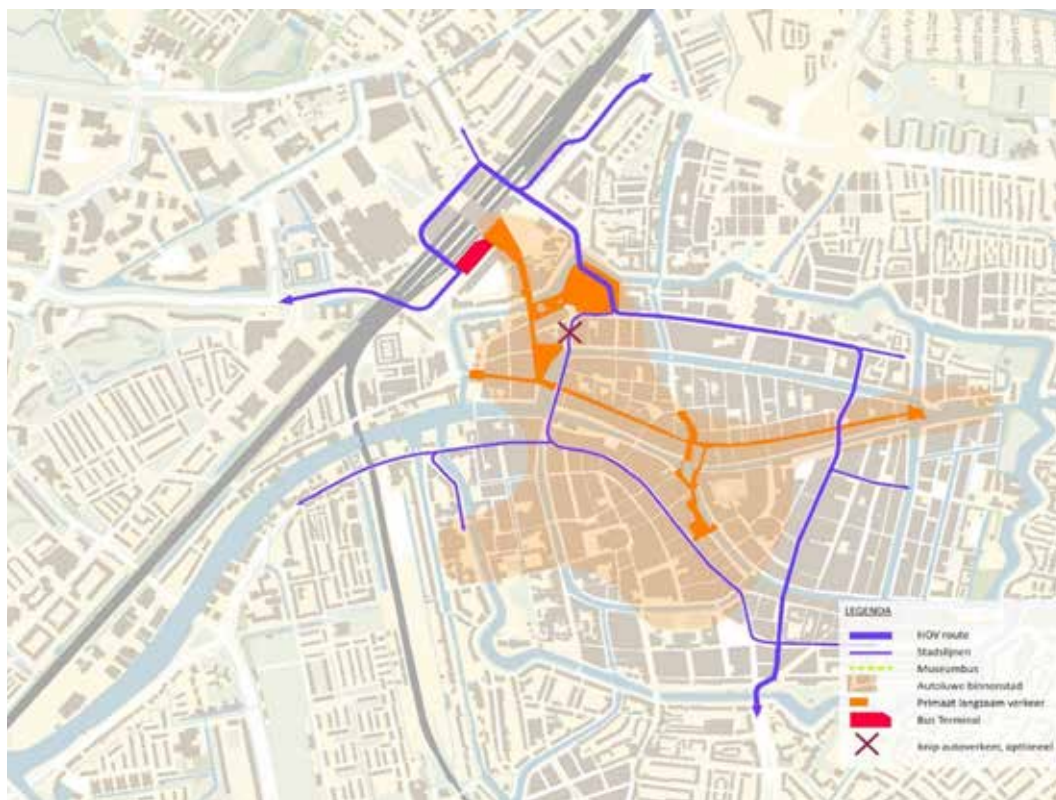 LEGENDA
HOV route
Stadslijnen
Museumbus
Autoluwe binnenstad
Primaat langzaam verkeer
Bus Terminal
knip autoverkeer, optioneel